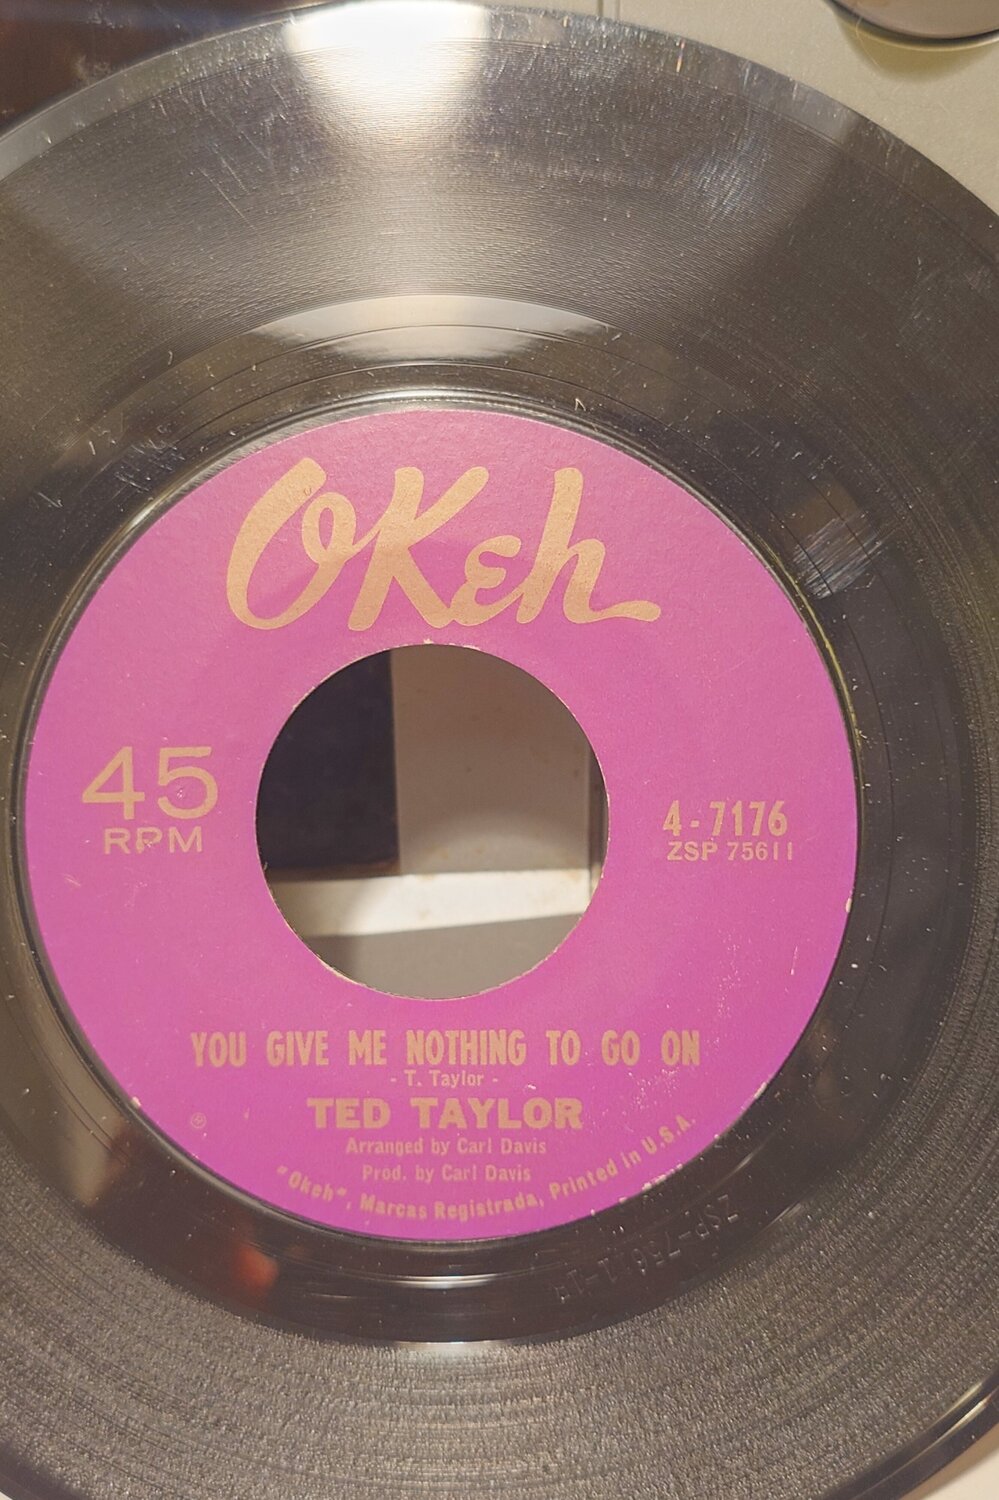 OKeh
45
RPM
4-7176
ZSP 75611
YOU GIVE ME NOTHING TO GO ON
- T. Taylor -
TED TAYLOR
®
Arranged by Carl Davis
Prod. by Carl Davis
"Okeh", Marcas Registrada, Printed in U.S.A.